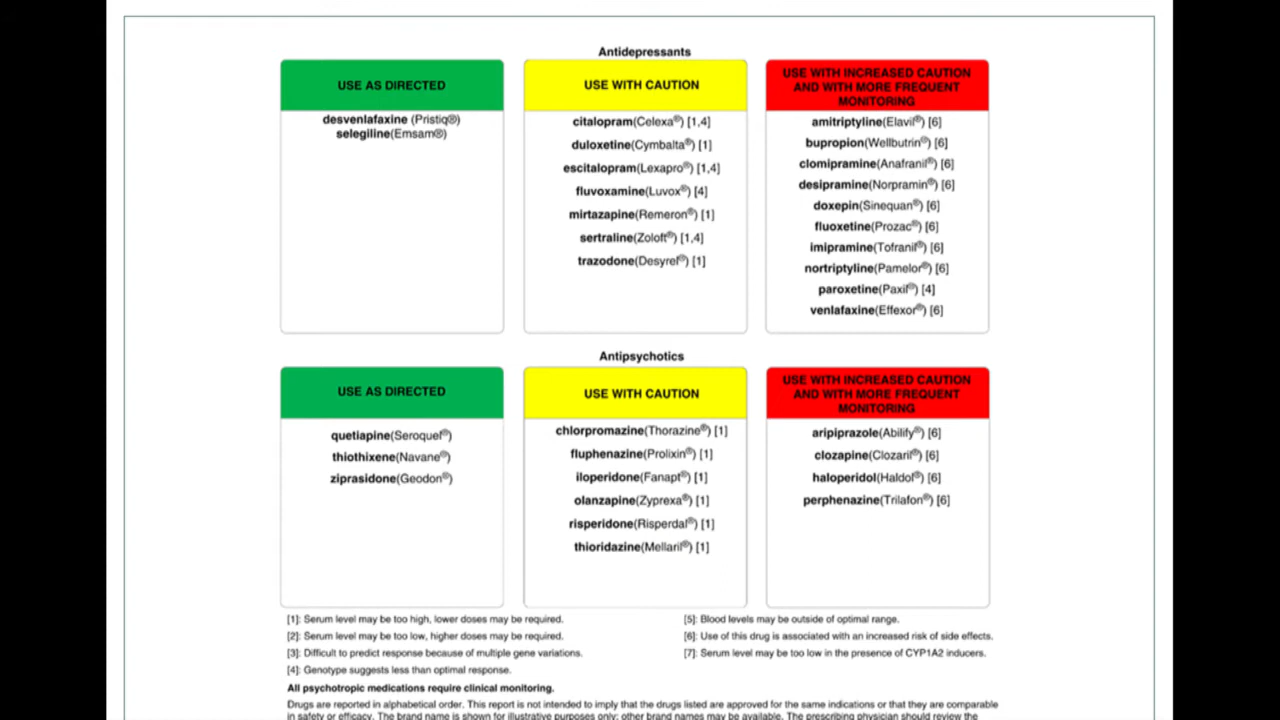 Antidepressants
USE AS DIRECTED
desvenlafaxine (Pristiq®)
selegiline(Emsam®)
USE WITH CAUTION
citalopram(Celexa®) [1,4]
duloxetine(Cymbalta®) [1]
escitalopram(Lexapro®) [1,4]
fluvoxamine(Luvox®) [4]
mirtazapine(Remeron®) [1]
sertraline(Zoloft®) [1,4]
trazodone(Desyrel®) [1]
USE WITH INCREASED CAUTION
AND WITH MORE FREQUENT
MONITORING
amitriptyline(Elavil®) [6]
bupropion(Wellbutrin®) [6]
clomipramine(Anafranil®) [6]
desipramine(Norpramin®) [6]
doxepin(Sinequan®) [6]
fluoxetine(Prozac®) [6]
imipramine(Tofranil®) [6]
nortriptyline(Pamelor®) [6]
paroxetine(Paxil®) [4]
venlafaxine(Effexor®) [6]
Antipsychotics
USE AS DIRECTED
quetiapine(Seroquel®)
thiothixene(Navane®)
ziprasidone(Geodon®)
USE WITH CAUTION
chlorpromazine(Thorazine®) [1]
fluphenazine(Prolixin®) [1]
iloperidone(Fanapt®) [1]
olanzapine(Zyprexa®) [1]
risperidone(Risperdal®) [1]
thioridazine(Mellaril®) [1]
USE WITH INCREASED CAUTION
AND WITH MORE FREQUENT
MONITORING
aripiprazole(Abilify®) [6]
clozapine(Clozaril®) [6]
haloperidol(Haldol®) [6]
perphenazine(Trilafon®) [6]
[1]: Serum level may be too high, lower doses may be required.
[2]: Serum level may be too low, higher doses may be required.
[3]: Difficult to predict response because of multiple gene variations.
[4]: Genotype suggests less than optimal response.
[5]: Blood levels may be outside of optimal range.
[6]: Use of this drug is associated with an increased risk of side effects.
[7]: Serum level may be too low in the presence of CYP1A2 inducers.
All psychotropic medications require clinical monitoring.
Drugs are reported in alphabetical order. This report is not intended to imply that the drugs listed are approved for the same indications or that they are comparable
in safety or efficacy. The brand name is shown for illustrative purposes only; other brand names may be available. The prescribing physician should review the